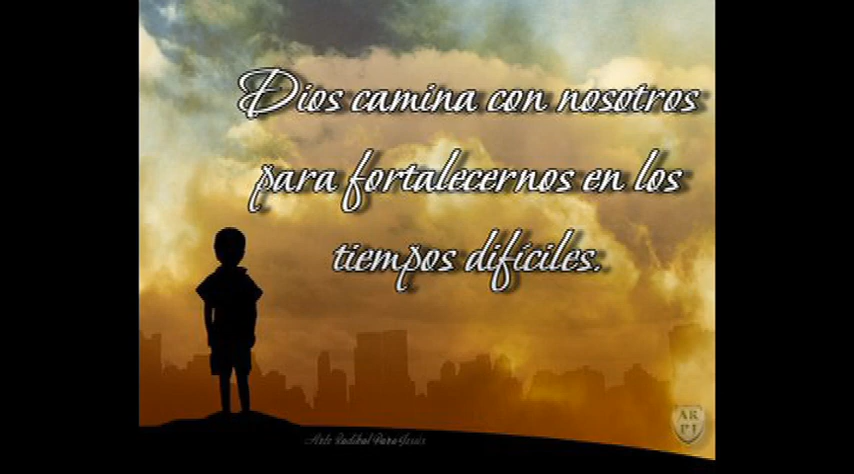 Dios camina con nosotros
para fortalecernos en los
tiempos difíciles.
Arte Radikal Para Jesús
AR
PJ